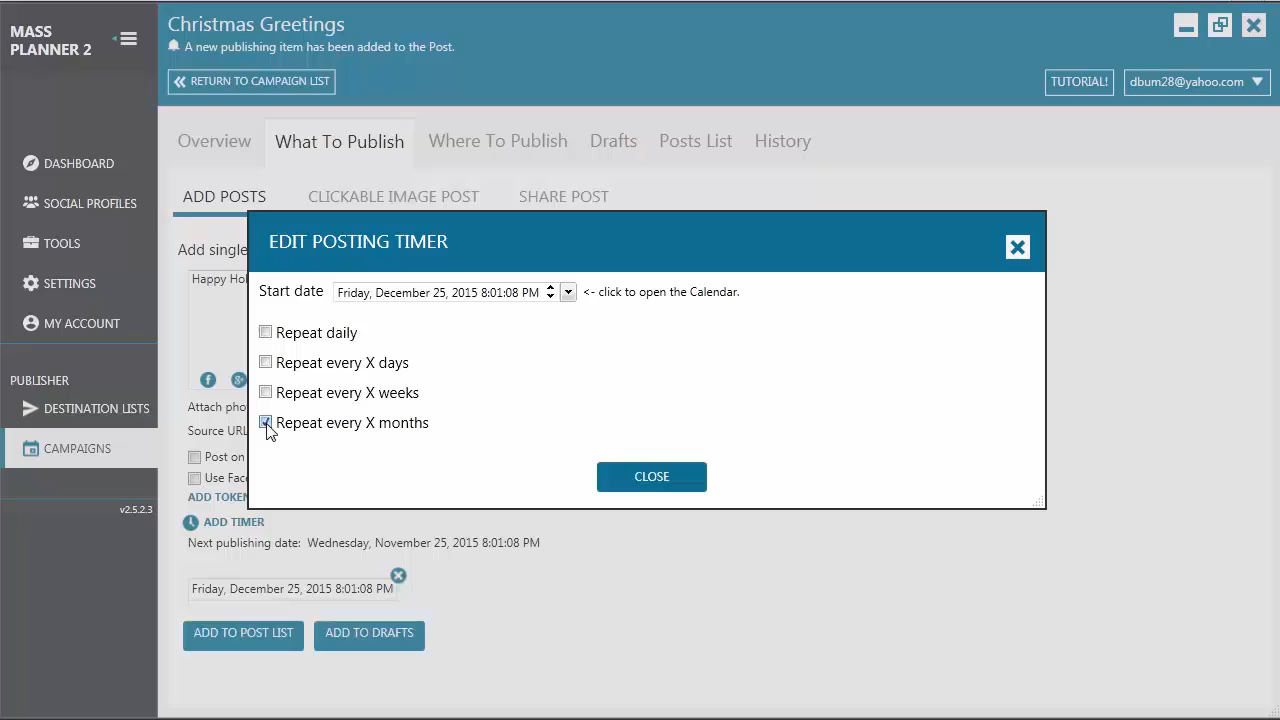 MASS
PLANNER 2
Christmas Greetings
A new publishing item has been added to the Post.
RETURN TO CAMPAIGN LIST
TUTORIAL!
dbum28@yahoo.com
DASHBOARD
SOCIAL PROFILES
TOOLS
SETTINGS
MY ACCOUNT
PUBLISHER
DESTINATION LISTS
CAMPAIGNS
v2.5.2.3
Overview
What To Publish
Where To Publish
Drafts
Posts List
History
ADD POSTS
CLICKABLE IMAGE POST
SHARE POST
Add single
Happy Hol
EDIT POSTING TIMER
Start date
Friday, December 25, 2015 8:01:08 PM
<- click to open the Calendar.
Repeat daily
Repeat every X days
Repeat every X weeks
Repeat every X months
CLOSE
Attach pho
Source URL
Post on
Use Fac
ADD TOKEN
ADD TIMER
Next publishing date: Wednesday, November 25, 2015 8:01:08 PM
Friday, December 25, 2015 8:01:08 PM
ADD TO POST LIST
ADD TO DRAFTS